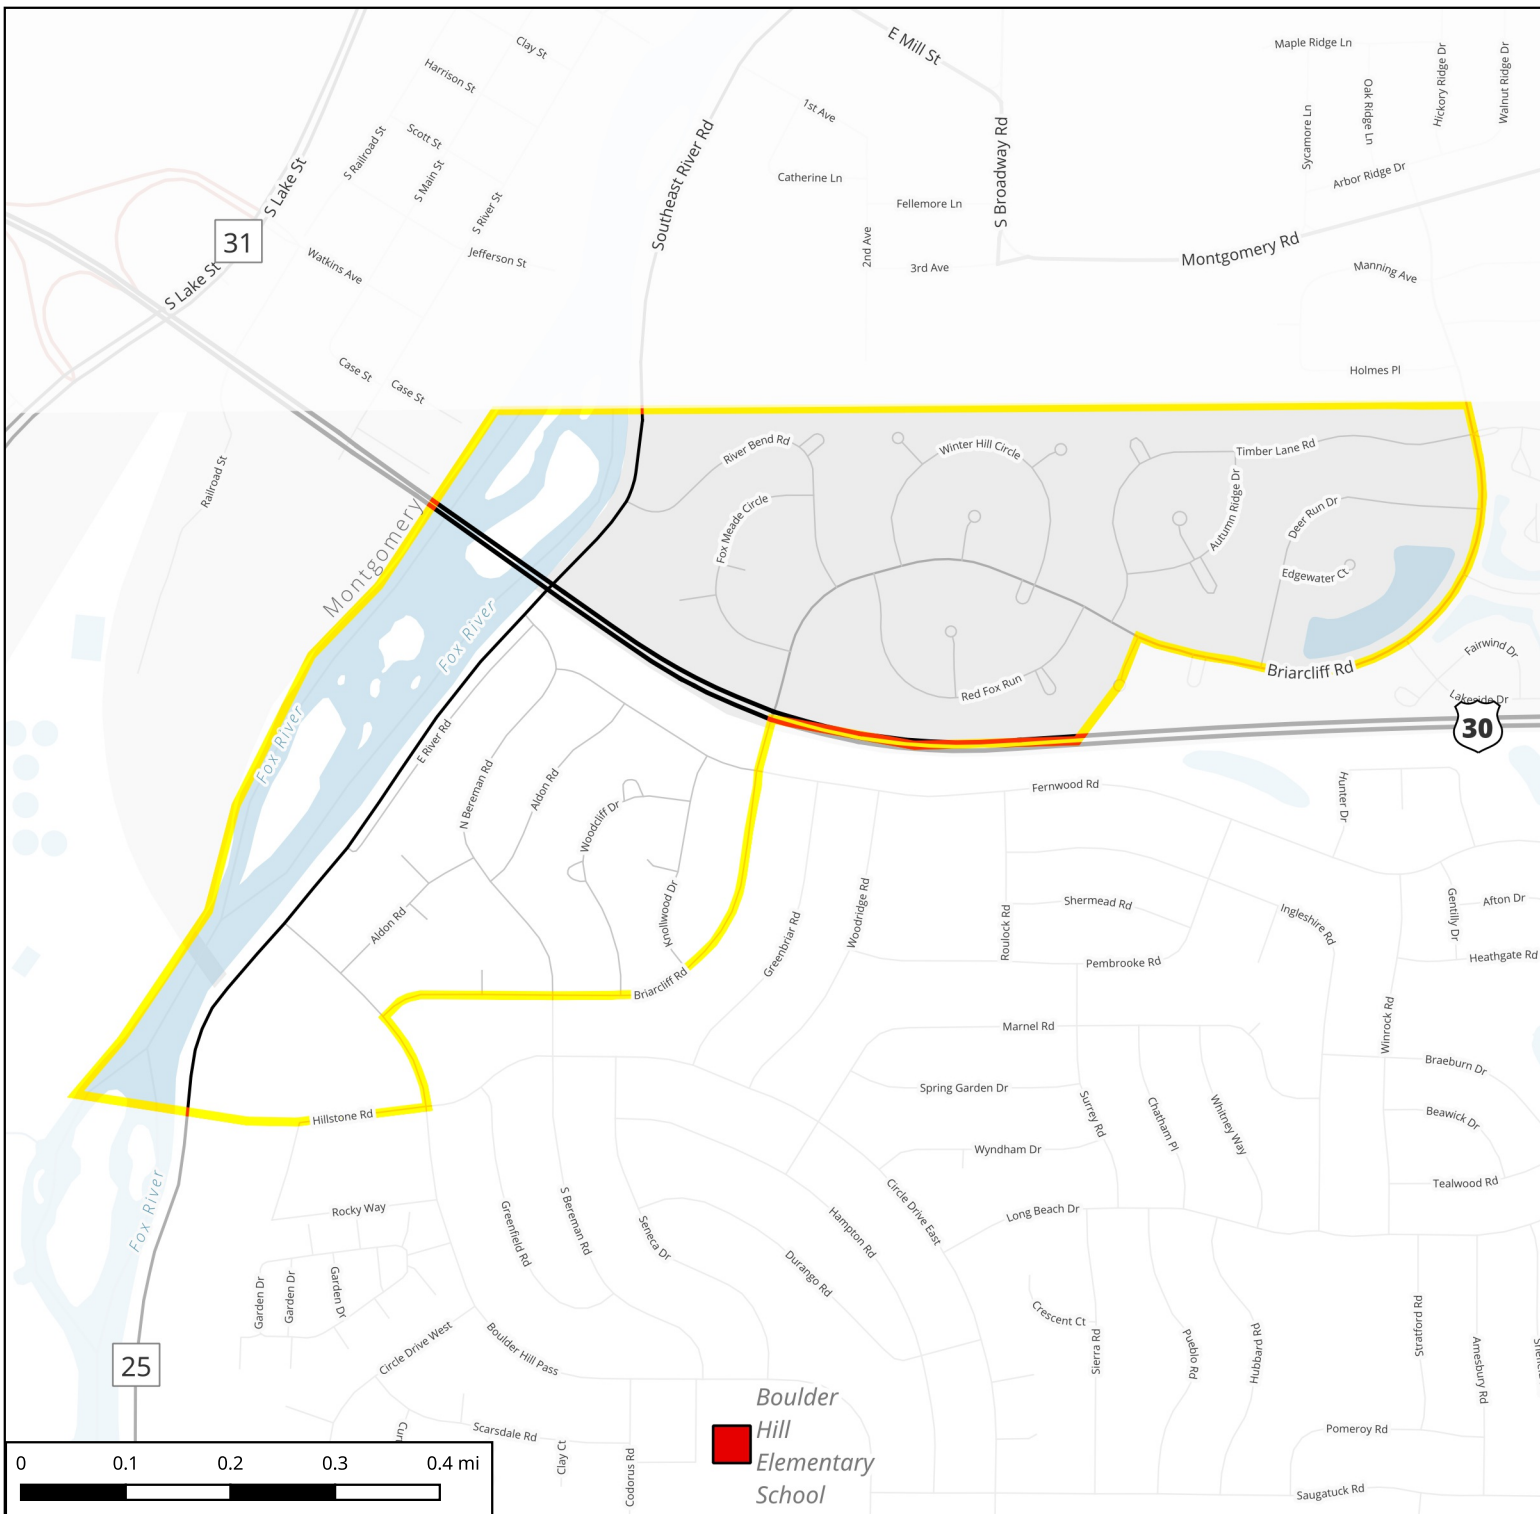 Clay St
Harrison St
E Mill St
Maple Ridge Ln
Hickory Ridge Dr
Walnut Ridge Dr
Oak Ridge Ln
Sycamore Ln
1st Ave
Scott St
S Railroad St
S Main St
S Lake St
Southeast River Rd
S Broadway Rd
Catherine Ln
Arbor Ridge Dr
Fellemore Ln
S River St
31
Jefferson St
2nd Ave
Montgomery Rd
Watkins Ave
S Lake St
3rd Ave
Manning Ave
Case St
Case St
Holmes Pl
River Bend Rd
Winter Hill Circle
Timber Lane Rd
Railroad St
Fox Meade Circle
Autumn Ridge Dr
Deer Run Dr
Montgomery
Edgewater Ct
Fox River
Fairwind Dr
Briarcliff Rd
Red Fox Run
Lakeside Dr
30
Fox River
E River Rd
N Bereman Rd
Aldon Rd
Woodcliff Dr
Fernwood Rd
Hunter Dr
Knollwood Dr
Greenbriar Rd
Woodridge Rd
Roulock Rd
Shermead Rd
Ingleshire Rd
Gentilly Dr
Afton Dr
Aldon Rd
Heathgate Rd
Pembrooke Rd
Briarcliff Rd
Marnel Rd
Winrock Rd
Braeburn Dr
Spring Garden Dr
Surrey Rd
Chatham Pl
Whitney Way
Beawick Dr
Hillstone Rd
Wyndham Dr
Tealwood Rd
Fox River
Rocky Way
Greenfield Rd
S Bereman Rd
Seneca Dr
Hampton Rd
Circle Drive East
Long Beach Dr
Durango Rd
Garden Dr
Garden Dr
Garden Dr
Crescent Ct
Sierra Rd
Pueblo Rd
Hubbard Rd
Stratford Rd
Amesbury Rd
25
Circle Drive West
Boulder Hill Pass
Boulder
Hill
Elementary
School
Scarsdale Rd
Clay Ct
Codorus Rd
Pomeroy Rd
Saugatuck Rd
0 0.1 0.2 0.3 0.4 mi